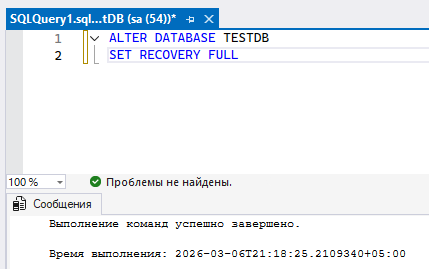 SQLQuery1.sql...tDB (sa (54))*
1 ALTER DATABASE TESTDB
2 SET RECOVERY FULL
100 % Проблемы не найдены.
Сообщения
Выполнение команд успешно завершено.
Время выполнения: 2026-03-06T21:18:25.2109340+05:00